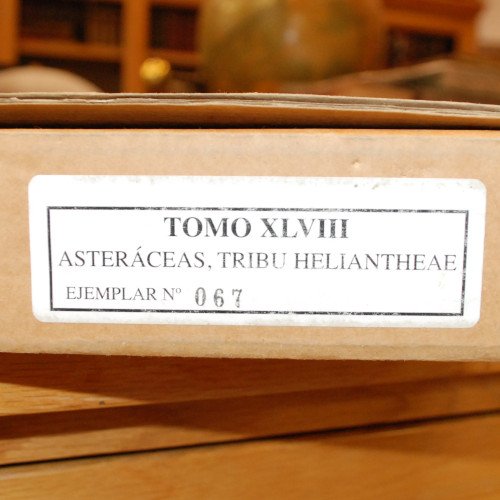 TOMO XLVIII
ASTERÁCEAS, TRIBU HELIANTHEAE
EJEMPLAR Nº 067